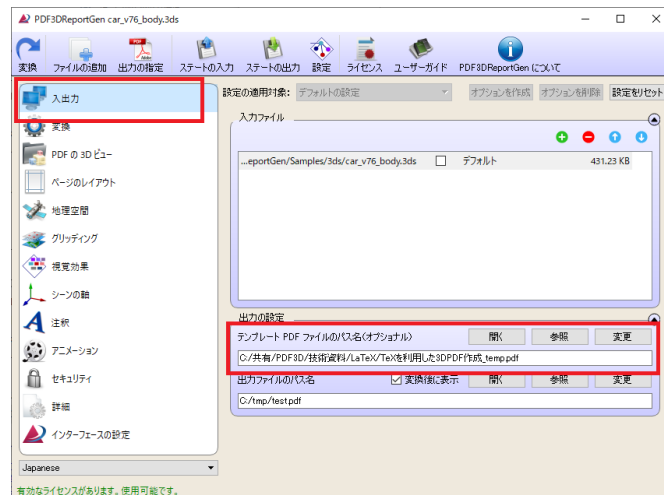 PDF3DReportGen car_v76_body.3ds
変換 ファイルの追加 出力の指定 ステートの入力 ステートの出力 設定 ライセンス ユーザーガイド PDF3DReportGen について
設定の適用対象: デフォルトの設定 オプションを作成 オプションを削除 設定をリセット
入出力
変換
PDF の 3D ビュー
ページのレイアウト
地理空間
グリッディング
視覚効果
シーンの軸
注釈
アニメーション
セキュリティ
詳細
インターフェースの設定
Japanese
有効なライセンスがあります。使用可能です。
入力ファイル
...eportGen/Samples/3ds/car_v76_body.3ds デフォルト 431.23 KB
出力の設定
テンプレート PDF ファイルのパス名(オプショナル) 開く 参照 変更
C:/共有/PDF3D/技術資料/LaTeX/TeXを利用した3DPDF作成_temp.pdf
出力ファイルのパス名 変換後に表示 開く 参照 変更
C:/tmp/test.pdf